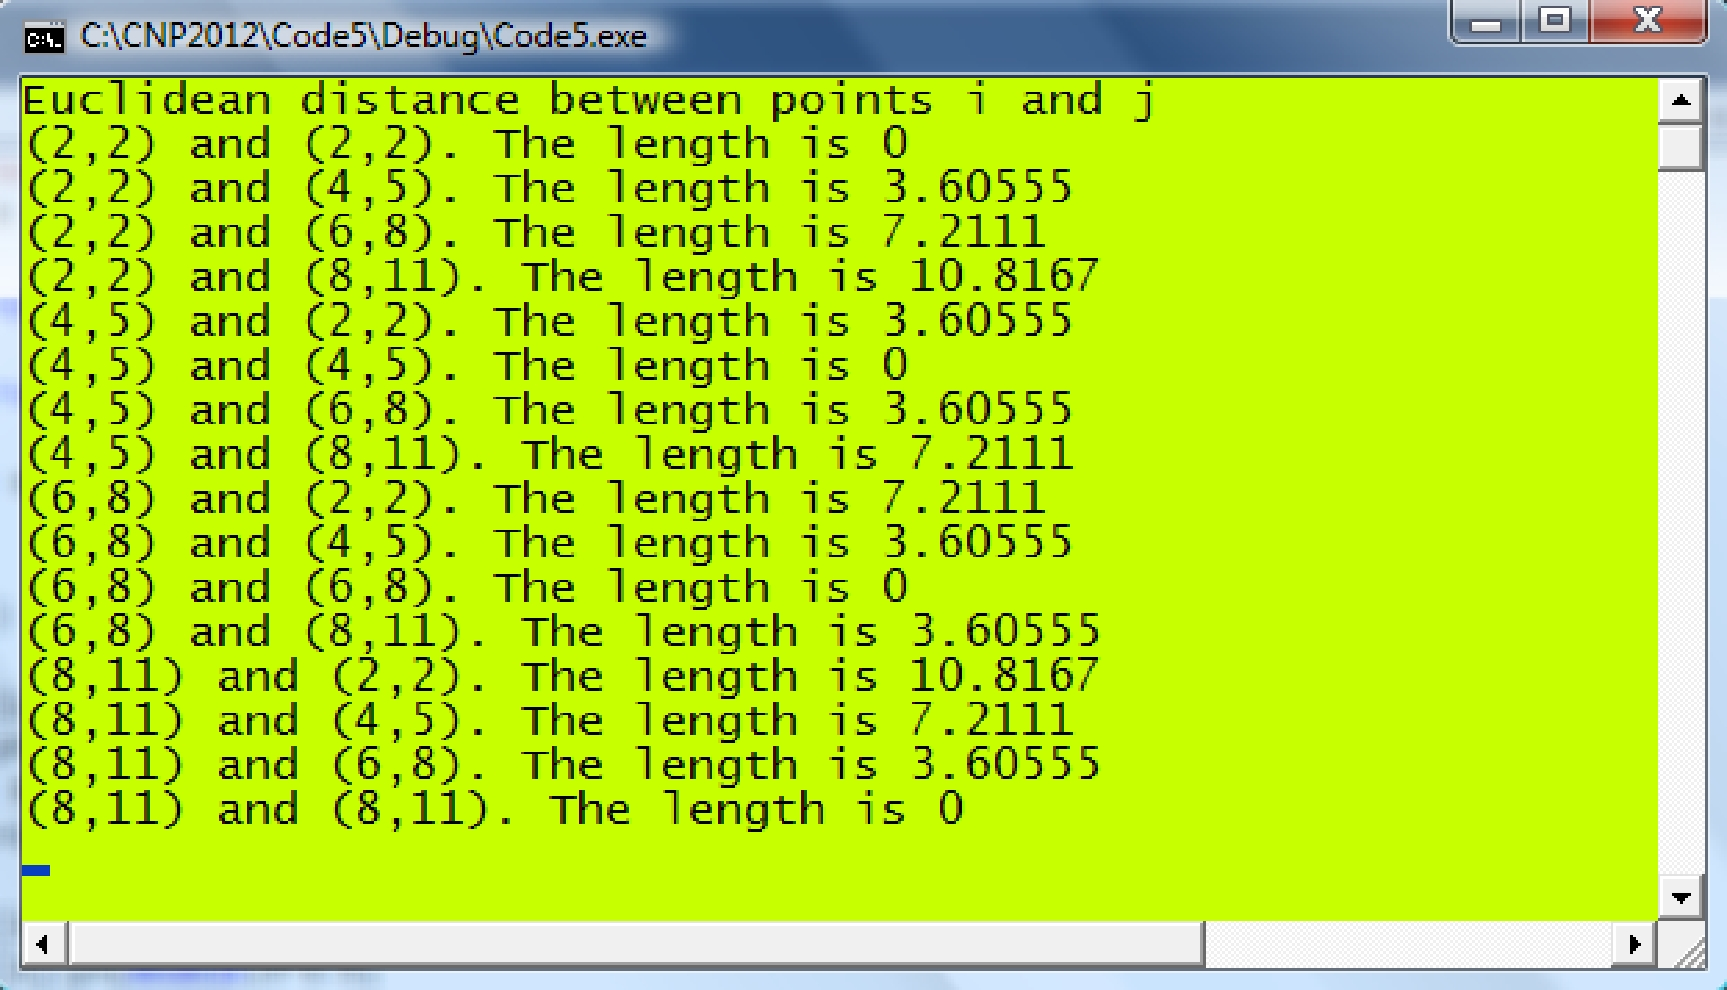 C:\CNP2012\Code5\Debug\Code5.exe
Euclidean distance between points i and j
(2,2) and (2,2). The length is 0
(2,2) and (4,5). The length is 3.60555
(2,2) and (6,8). The length is 7.2111
(2,2) and (8,11). The length is 10.8167
(4,5) and (2,2). The length is 3.60555
(4,5) and (4,5). The length is 0
(4,5) and (6,8). The length is 3.60555
(4,5) and (8,11). The length is 7.2111
(6,8) and (2,2). The length is 7.2111
(6,8) and (4,5). The length is 3.60555
(6,8) and (6,8). The length is 0
(6,8) and (8,11). The length is 3.60555
(8,11) and (2,2). The length is 10.8167
(8,11) and (4,5). The length is 7.2111
(8,11) and (6,8). The length is 3.60555
(8,11) and (8,11). The length is 0